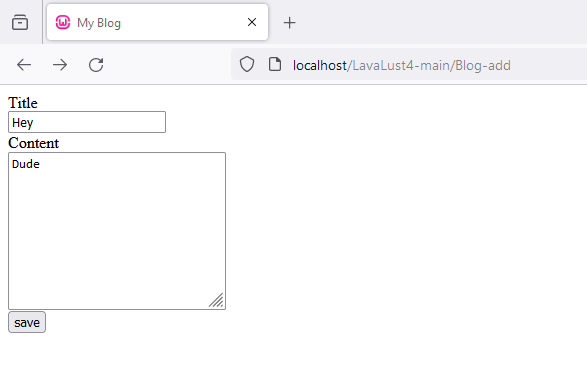 My Blog
localhost/LavaLust4-main/Blog-add
Title
Hey
Content
Dude
save